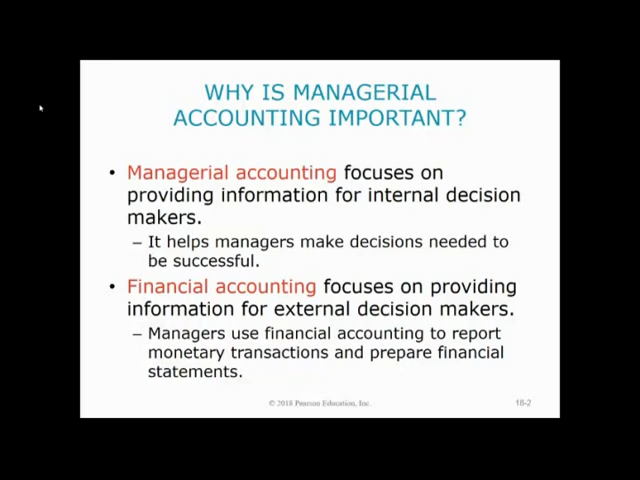 WHY IS MANAGERIAL
ACCOUNTING IMPORTANT?
• Managerial accounting focuses on
providing information for internal decision
makers.
– It helps managers make decisions needed to
be successful.
• Financial accounting focuses on providing
information for external decision makers.
– Managers use financial accounting to report
monetary transactions and prepare financial
statements.
© 2018 Pearson Education, Inc.
18-2